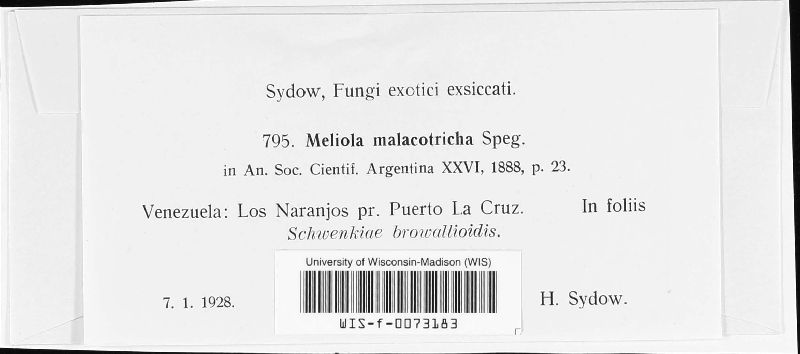 Sydow, Fungi exotici exsiccati.
795. Meliola malacotricha Speg.
in An. Soc. Cientif. Argentina XXVI, 1888, p. 23.
Venezuela: Los Naranjos pr. Puerto La Cruz. In foliis
Schwenkiae browallioidis.
University of Wisconsin-Madison (WIS)
WIS-f-0073183
7. 1. 1928. H. Sydow.